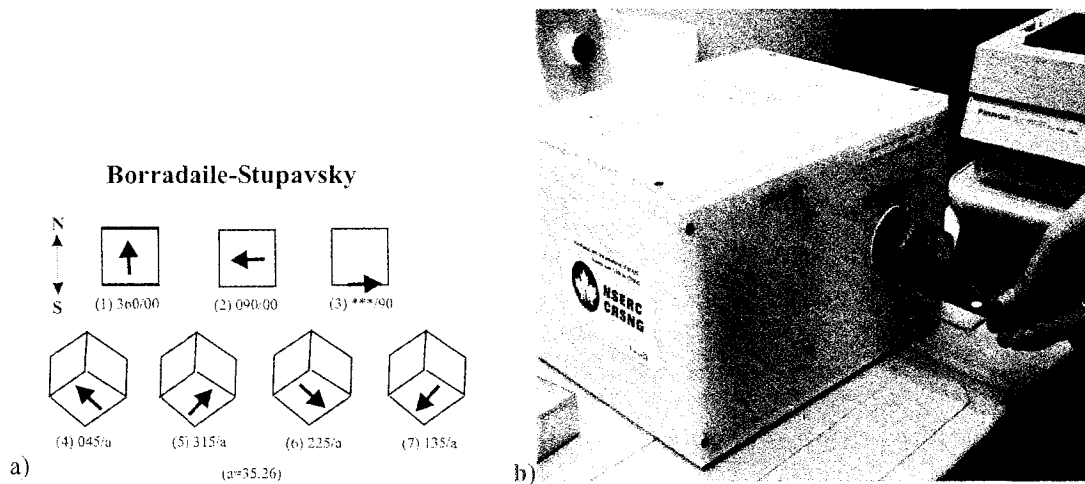 Borradaile-Stupavsky
N
S
(1) 360/00
(2) 090/00
(3) ***/90
(4) 045/a
(5) 315/a
(6) 225/a
(7) 135/a
(a=35.26)
a)
NSERC
CRSNG
b)